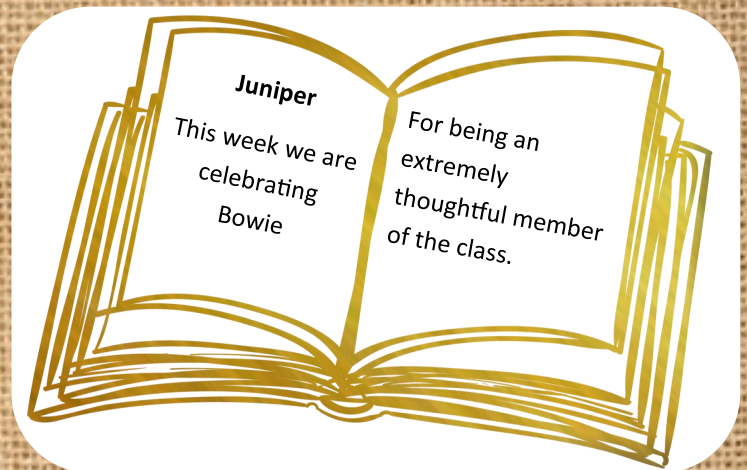 Juniper
This week we are
celebrating
Bowie
For being an
extremely
thoughtful member
of the class.